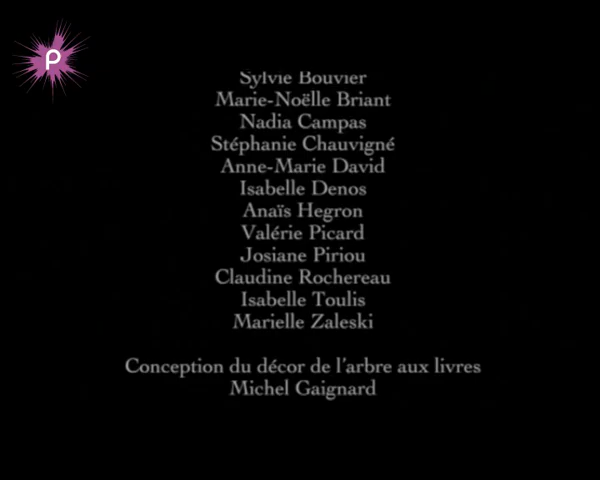 P
Sylvie Bouvier
Marie-Noëlle Briant
Nadia Campas
Stéphanie Chauvigné
Anne-Marie David
Isabelle Denos
Anaïs Hegron
Valérie Picard
Josiane Piriou
Claudine Rochereau
Isabelle Toulis
Marielle Zaleski
Conception du décor de l'arbre aux livres
Michel Gaignard